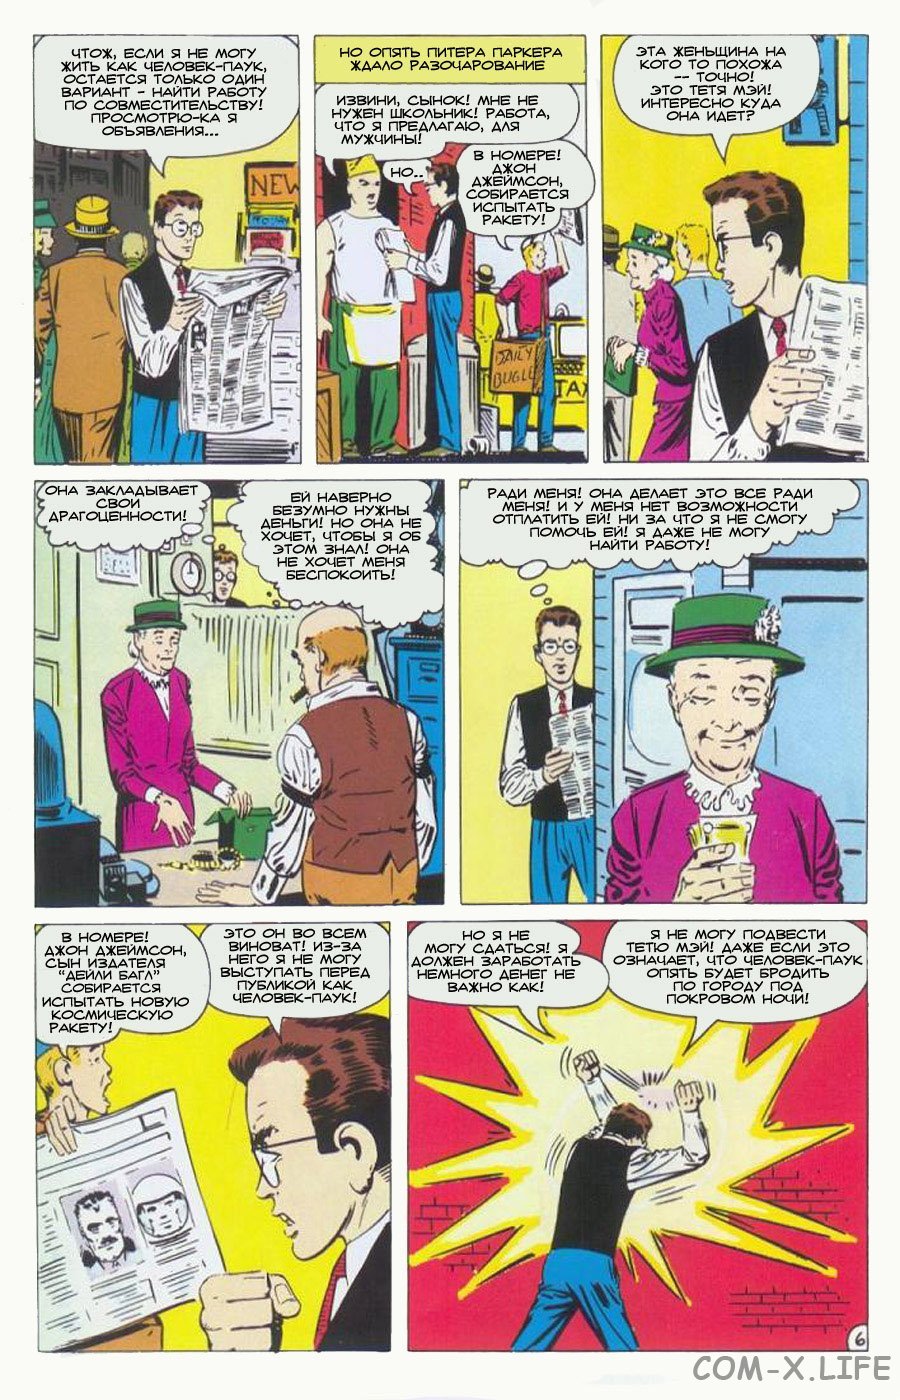 ЧТОЖ, ЕСЛИ Я НЕ МОГУ
ЖИТЬ КАК ЧЕЛОВЕК-ПАУК,
ОСТАЕТСЯ ТОЛЬКО ОДИН
ВАРИАНТ - НАЙТИ РАБОТУ
ПО СОВМЕСТИТЕЛЬСТВУ!
ПРОСМОТРЮ-КА Я
ОБЪЯВЛЕНИЯ...
NEW
НО ОПЯТЬ ПИТЕРА ПАРКЕРА
ЖДАЛО РАЗОЧАРОВАНИЕ
ИЗВИНИ, СЫНОК! МНЕ НЕ
НУЖЕН ШКОЛЬНИК! РАБОТА,
ЧТО Я ПРЕДЛАГАЮ, ДЛЯ
МУЖЧИНЫ!
НО..
В НОМЕРЕ!
ДЖОН
ДЖЕЙМСОН,
СОБИРАЕТСЯ
ИСПЫТАТЬ
РАКЕТУ!
DAILY
BUGLE
TAX
ЭТА ЖЕНЬЩИНА НА
КОГО ТО ПОХОЖА
-- ТОЧНО!
ЭТО ТЕТЯ МЭЙ!
ИНТЕРЕСНО КУДА
ОНА ИДЕТ?
ОНА ЗАКЛАДЫВАЕТ
СВОИ
ДРАГОЦЕННОСТИ!
ЕЙ НАВЕРНО
БЕЗУМНО НУЖНЫ
ДЕНЬГИ! НО ОНА НЕ
ХОЧЕТ, ЧТОБЫ Я ОБ
ЭТОМ ЗНАЛ! ОНА
НЕ ХОЧЕТ МЕНЯ
БЕСПОКОИТЬ!
РАДИ МЕНЯ! ОНА ДЕЛАЕТ ЭТО ВСЕ РАДИ
МЕНЯ! И У МЕНЯ НЕТ ВОЗМОЖНОСТИ
ОТПЛАТИТЬ ЕЙ! НИ ЗА ЧТО Я НЕ СМОГУ
ПОМОЧЬ ЕЙ! Я ДАЖЕ НЕ МОГУ
НАЙТИ РАБОТУ!
В НОМЕРЕ!
ДЖОН ДЖЕЙМСОН,
СЫН ИЗДАТЕЛЯ
"ДЕЙЛИ БАГЛ"
СОБИРАЕТСЯ
ИСПЫТАТЬ НОВУЮ
КОСМИЧЕСКУЮ
РАКЕТУ!
ЭТО ОН ВО ВСЕМ
ВИНОВАТ! ИЗ-ЗА
НЕГО Я НЕ МОГУ
ВЫСТУПАТЬ ПЕРЕД
ПУБЛИКОЙ КАК
ЧЕЛОВЕК-ПАУК!
НО Я НЕ
МОГУ СДАТЬСЯ! Я
ДОЛЖЕН ЗАРАБОТАТЬ
НЕМНОГО ДЕНЕГ НЕ
ВАЖНО КАК!
Я НЕ МОГУ ПОДВЕСТИ
ТЕТЮ МЭЙ! ДАЖЕ ЕСЛИ ЭТО
ОЗНАЧАЕТ, ЧТО ЧЕЛОВЕК-ПАУК
ОПЯТЬ БУДЕТ БРОДИТЬ
ПО ГОРОДУ ПОД
ПОКРОВОМ НОЧИ!
6
COM-X.LIFE